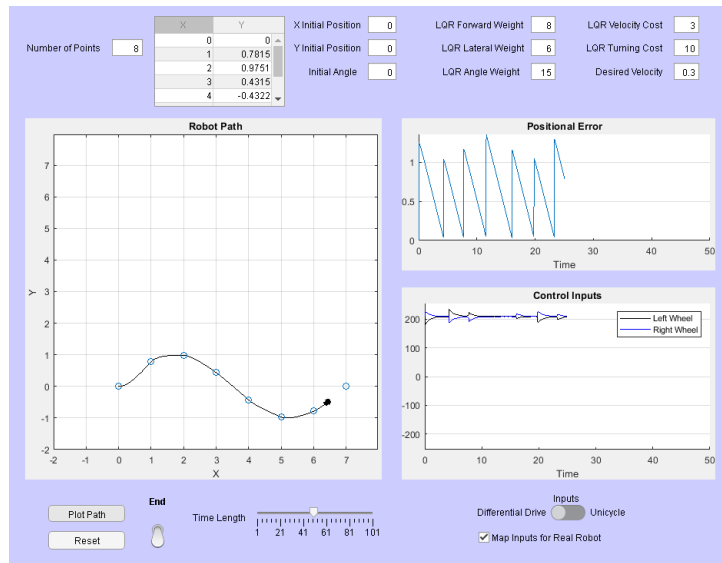 X Y X Initial Position 0 LQR Forward Weight 8 LQR Velocity Cost 3
Number of Points 8 0 0 Y Initial Position 0 LQR Lateral Weight 6 LQR Turning Cost 10
1 0.7815
2 0.9751 Initial Angle 0 LQR Angle Weight 15 Desired Velocity 0.3
3 0.4315
4 -0.4322
Robot Path
7
6
5
4
3
2
1
0
-1
-2
Y
-2 -1 0 1 2 3 4 5 6 7
X
Positional Error
1
0.5
0
0 10 20 30 40 50
Time
Control Inputs
200
100
0
-100
-200
Left Wheel
Right Wheel
0 10 20 30 40 50
Time
Plot Path
Reset
End
Time Length
1 21 41 61 81 101
Inputs
Differential Drive Unicycle
Map Inputs for Real Robot